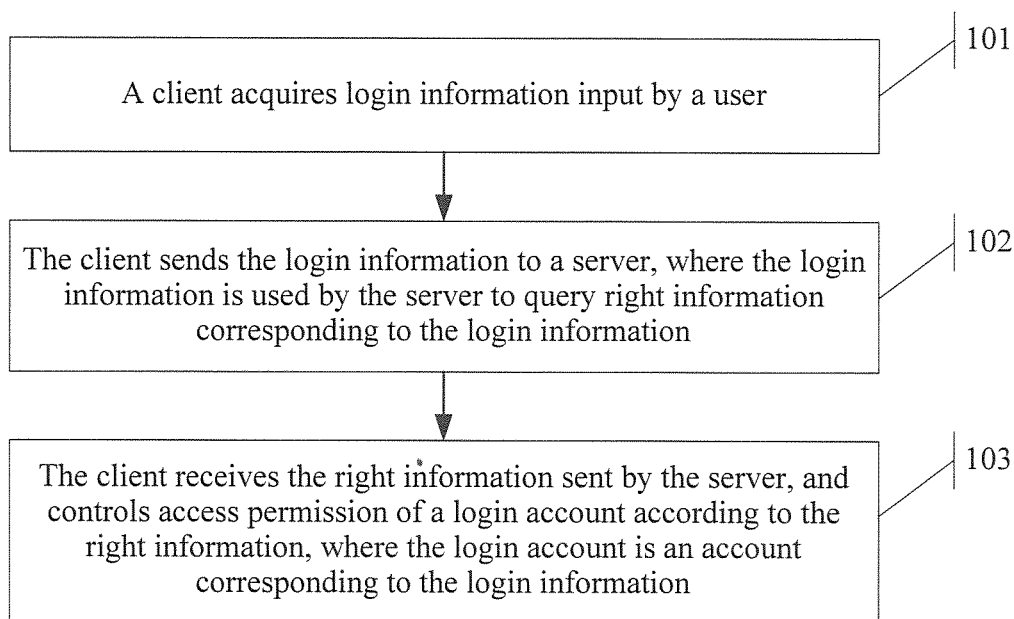 101
A client acquires login information input by a user
102
The client sends the login information to a server, where the login
information is used by the server to query right information
corresponding to the login information
103
The client receives the right information sent by the server, and
controls access permission of a login account according to the
right information, where the login account is an account
corresponding to the login information